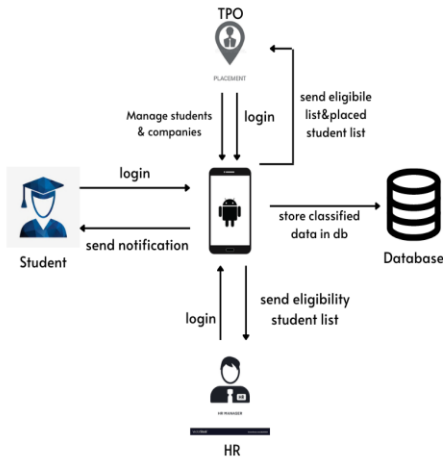 TPO
PLACEMENT
send eligibile
list&placed
student list
Manage students
& companies
login
login
send notification
Student
store classified
data in db
Database
login
send eligibility
student list
HR
HR MANAGER
HR